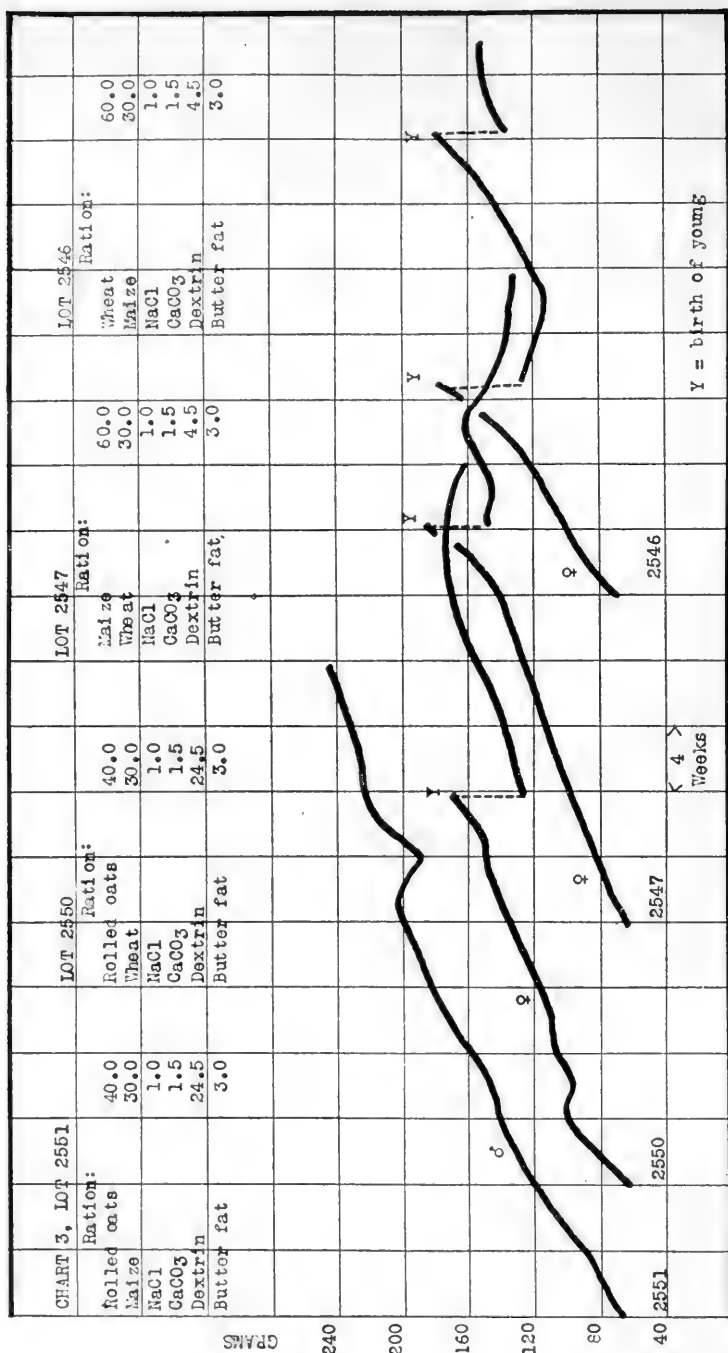 CHART 3, LOT 2551
Ration:
Rolled oats 40.0
Maize 30.0
NaCl 1.0
CaCO3 1.5
Dextrin 24.5
Butter fat 3.0
LOT 2550
Ration:
Rolled oats 40.0
Wheat 30.0
NaCl 1.0
CaCO3 1.5
Dextrin 24.5
Butter fat 3.0
LOT 2547
Ration:
Maize 60.0
Wheat 30.0
NaCl 1.0
CaCO3 1.5
Dextrin 4.5
Butter fat 3.0
LOT 2546
Ration:
Wheat 60.0
Maize 30.0
NaCl 1.0
CaCO3 1.5
Dextrin 4.5
Butter fat 3.0
GRAMS
240
200
160
120
80
40
♂
♀
♀
♀
Y
Y
Y
Y
2551
2550
2547
2546
< 4 >
Weeks
Y = birth of young